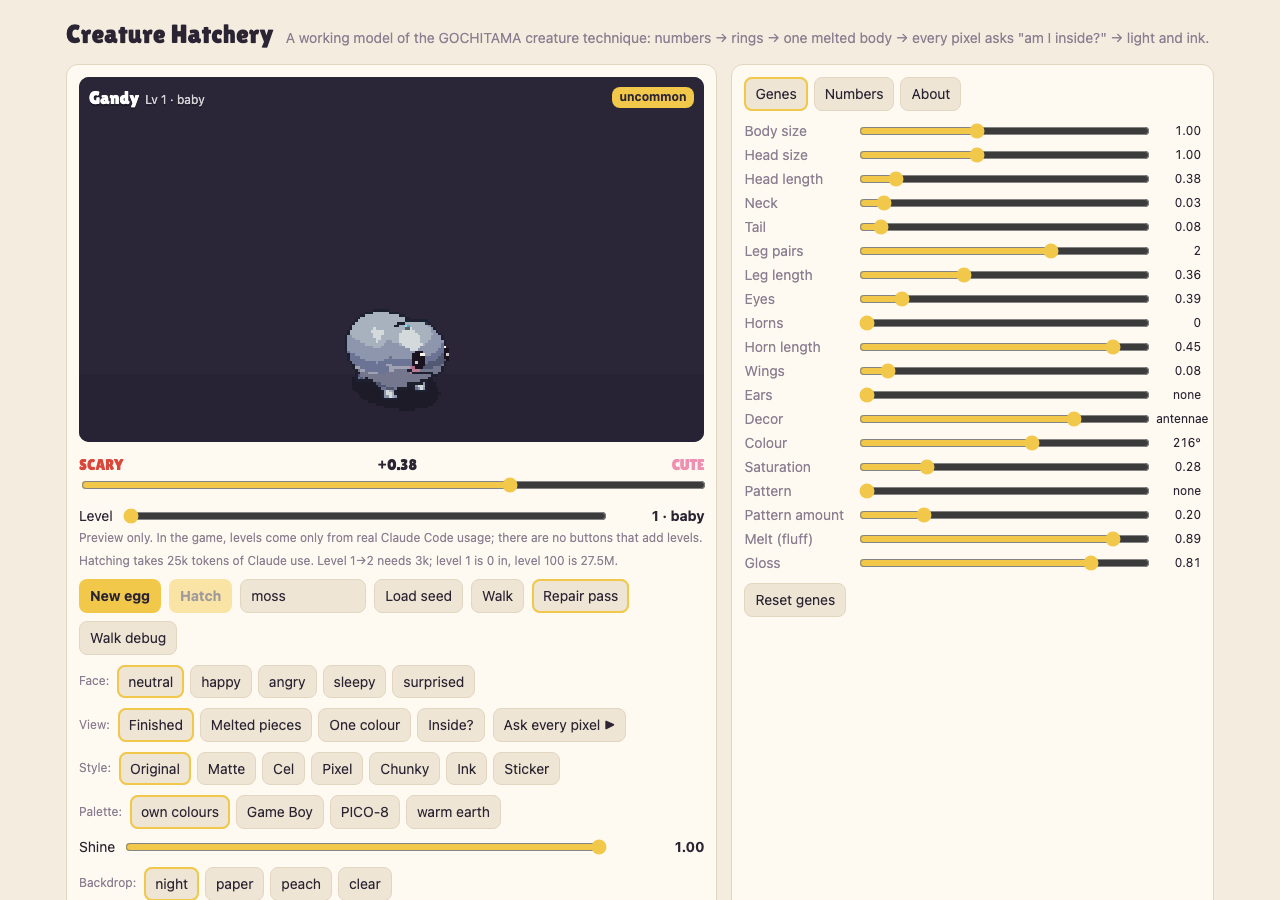 Creature Hatchery A working model of the GOCHITAMA creature technique: numbers → rings → one melted body → every pixel asks "am I inside?" → light and ink.
Gandy Lv 1 · baby uncommon
SCARY +0.38 CUTE
Level 1 · baby
Preview only. In the game, levels come only from real Claude Code usage; there are no buttons that add levels.
Hatching takes 25k tokens of Claude use. Level 1→2 needs 3k; level 1 is 0 in, level 100 is 27.5M.
New egg Hatch moss Load seed Walk Repair pass
Walk debug
Face: neutral happy angry sleepy surprised
View: Finished Melted pieces One colour Inside? Ask every pixel ▶
Style: Original Matte Cel Pixel Chunky Ink Sticker
Palette: own colours Game Boy PICO-8 warm earth
Shine 1.00
Backdrop: night paper peach clear
Genes Numbers About
Body size 1.00
Head size 1.00
Head length 0.38
Neck 0.03
Tail 0.08
Leg pairs 2
Leg length 0.36
Eyes 0.39
Horns 0
Horn length 0.45
Wings 0.08
Ears none
Decor antennae
Colour 216°
Saturation 0.28
Pattern none
Pattern amount 0.20
Melt (fluff) 0.89
Gloss 0.81
Reset genes